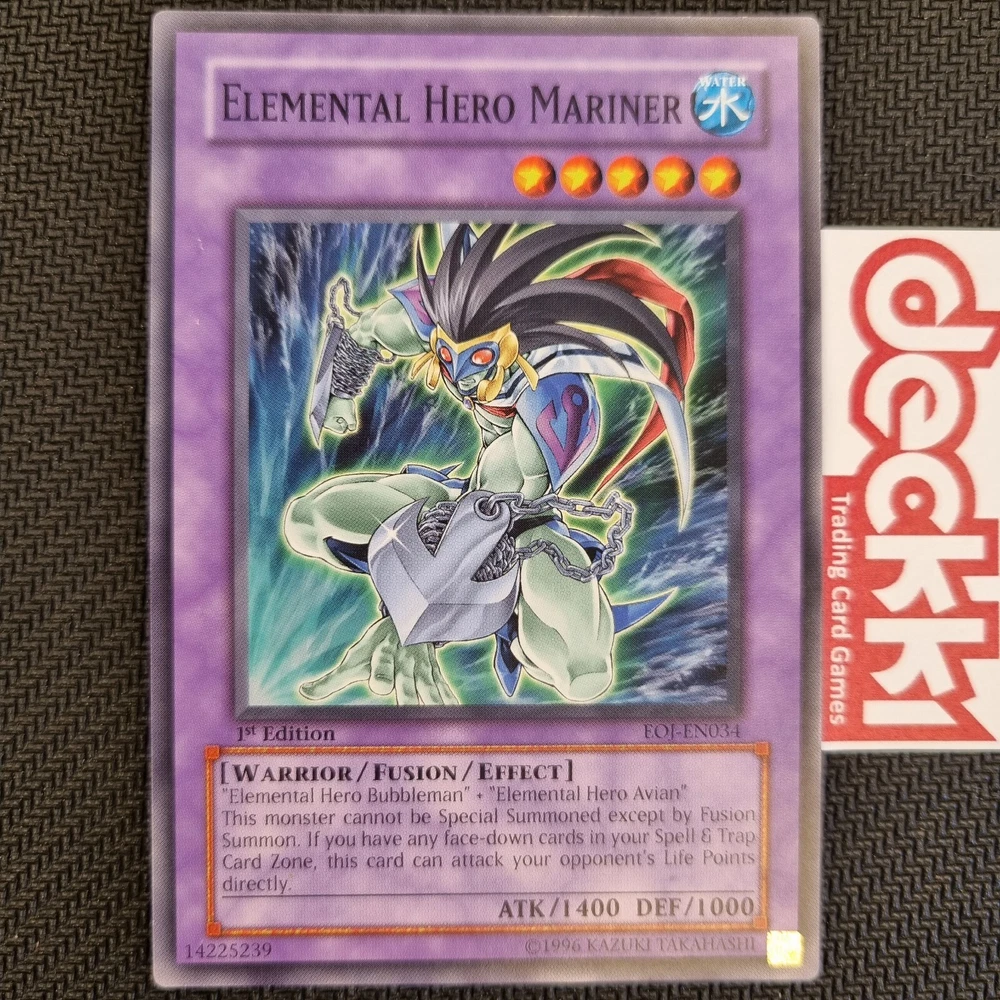 ELEMENTAL HERO MARINER
WATER
水
1st Edition
EOJ-EN034
[WARRIOR/FUSION/EFFECT]
"Elemental Hero Bubbleman" + "Elemental Hero Avian"
This monster cannot be Special Summoned except by Fusion
Summon. If you have any face-down cards in your Spell & Trap
Card Zone, this card can attack your opponent's Life Points
directly.
ATK/1400 DEF/1000
14225239
©1996 KAZUKI TAKAHASHI
deckk1
Trading Card Games